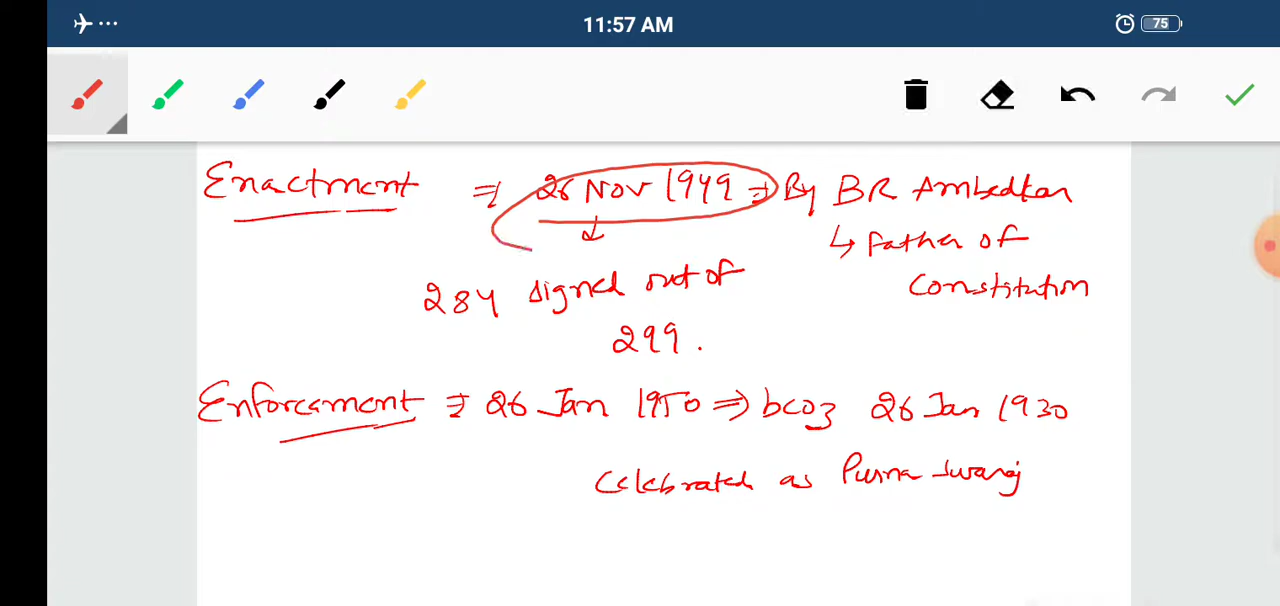 11:57 AM
75
Enactment ⇒ 26 Nov 1949 ⇒ By BR Ambedkar
↳ Father of
Constitution
284 signed out of
299.
Enforcement ⇒ 26 Jan 1950 ⇒ bcoz 26 Jan 1930
Celebrated as Purna Swaraj